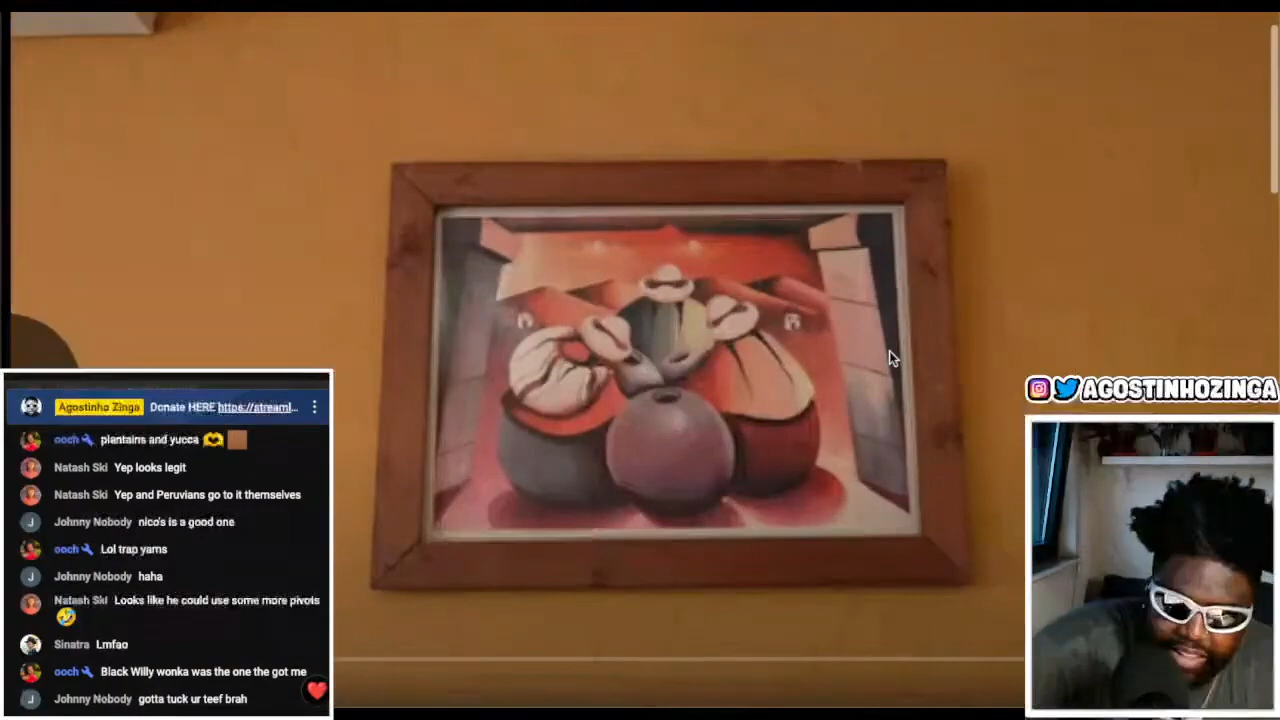 Agostinho Zinga Donate HERE https://streaml...
ooch plantains and yucca
Natash Ski Yep looks legit
Natash Ski Yep and Peruvians go to it themselves
Johnny Nobody nico's is a good one
ooch Lol trap yams
Johnny Nobody haha
Natash Ski Looks like he could use some more pivots
Sinatra Lmfao
ooch Black Willy wonka was the one the got me
Johnny Nobody gotta tuck ur teef brah
AGOSTINHOZINGA